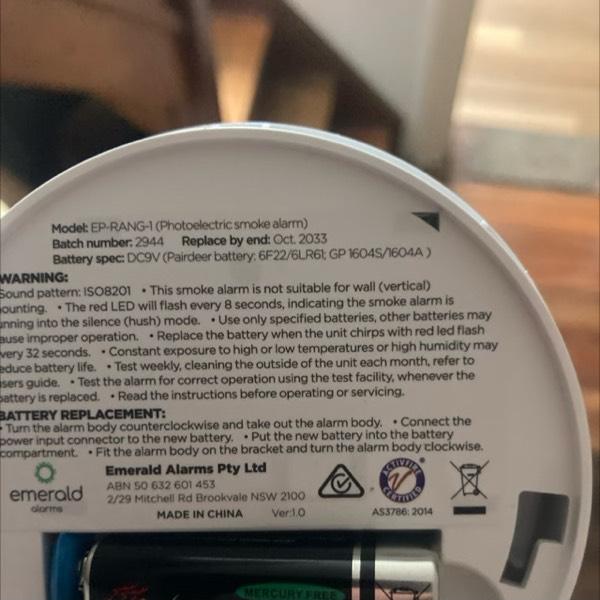 Model: EP-RANG-1 (Photoelectric smoke alarm)
Batch number: 2944 Replace by end: Oct. 2033
Battery spec: DC9V (Pairdeer battery: 6F22/6LR61; GP 1604S/1604A )
WARNING:
Sound pattern: ISO8201 • This smoke alarm is not suitable for wall (vertical)
ounting. • The red LED will flash every 8 seconds, indicating the smoke alarm is
nning into the silence (hush) mode. • Use only specified batteries, other batteries may
ause improper operation. • Replace the battery when the unit chirps with red led flash
very 32 seconds. • Constant exposure to high or low temperatures or high humidity may
educe battery life. • Test weekly, cleaning the outside of the unit each month, refer to
sers guide. • Test the alarm for correct operation using the test facility, whenever the
attery is replaced. • Read the instructions before operating or servicing.
BATTERY REPLACEMENT:
• Turn the alarm body counterclockwise and take out the alarm body. • Connect the
power input connector to the new battery. • Put the new battery into the battery
compartment. • Fit the alarm body on the bracket and turn the alarm body clockwise.
emerald
alarms
Emerald Alarms Pty Ltd
ABN 50 632 601 453
2/29 Mitchell Rd Brookvale NSW 2100
MADE IN CHINA Ver:1.0
ACTIVFIRE
CERTIFIED
AS3786: 2014
MERCURY FREE